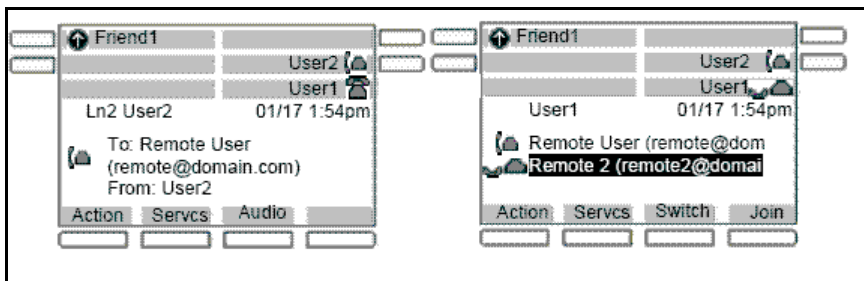 Friend1
User2
User1
Ln2 User2 01/17 1:54pm
To: Remote User
(remote@domain.com)
From: User2
Action Servcs Audio
Friend1
User2
User1
User1 01/17 1:54pm
Remote User (remote@dom
Remote 2 (remote2@domai
Action Servcs Switch Join